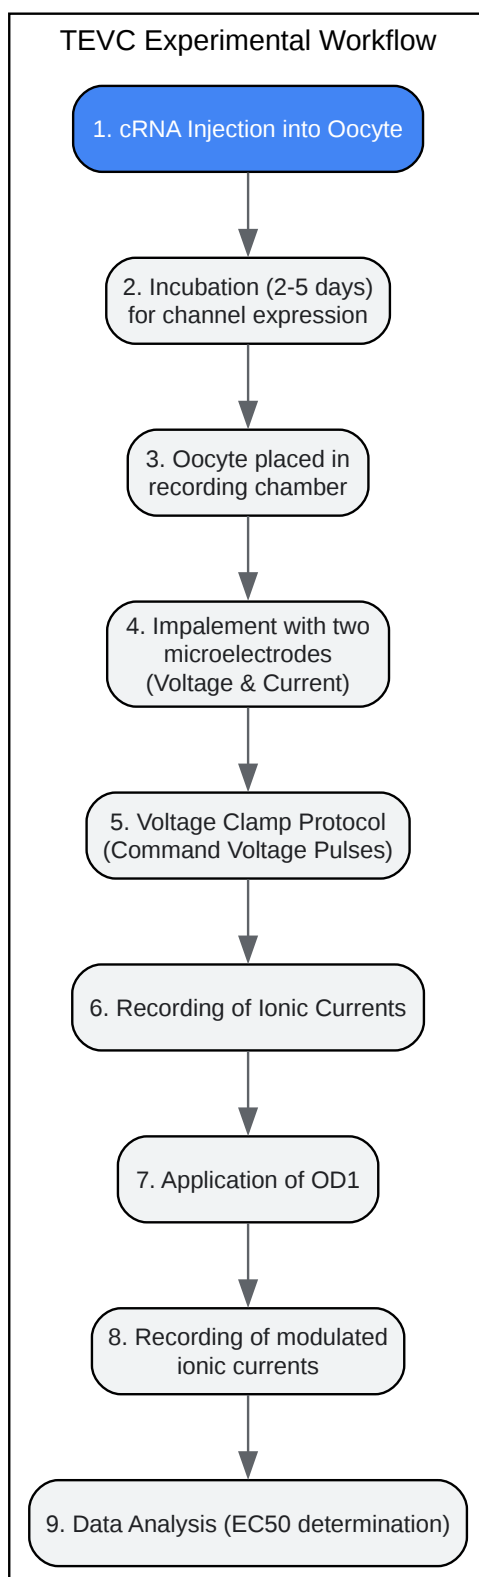 TEVC Experimental Workflow
1. cRNA Injection into Oocyte
2. Incubation (2-5 days)
for channel expression
3. Oocyte placed in
recording chamber
4. Impalement with two
microelectrodes
(Voltage & Current)
5. Voltage Clamp Protocol
(Command Voltage Pulses)
6. Recording of Ionic Currents
7. Application of OD1
8. Recording of modulated
ionic currents
9. Data Analysis (EC50 determination)